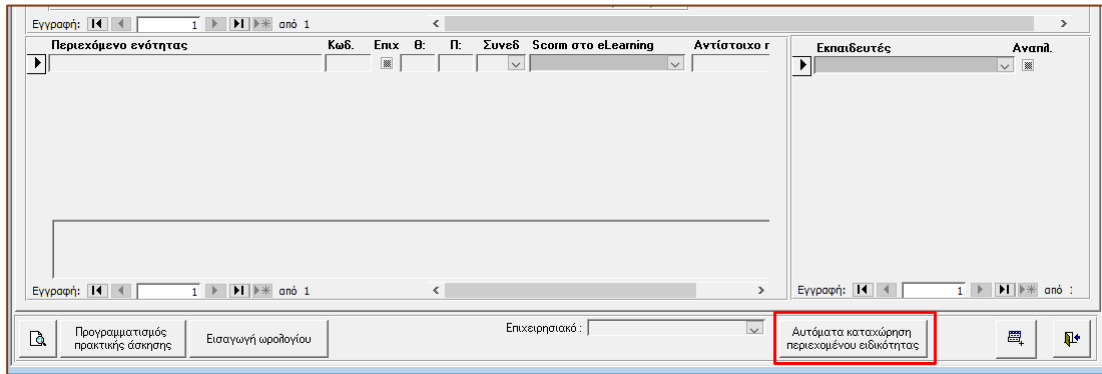 Εγγραφή: 1 από 1
Περιεχόμενο ενότητας Κωδ. Επιχ Θ: Π: Συνεδ Scorm στο eLearning Αντίστοιχο π
Εκπαιδευτές Αναπλ.
Εγγραφή: 1 από 1
Εγγραφή: 1 από :
Προγραμματισμός
πρακτικής άσκησης
Εισαγωγή ωρολογίου
Επιχειρησιακό :
Αυτόματα καταχώρηση
περιεχομένου ειδικότητας